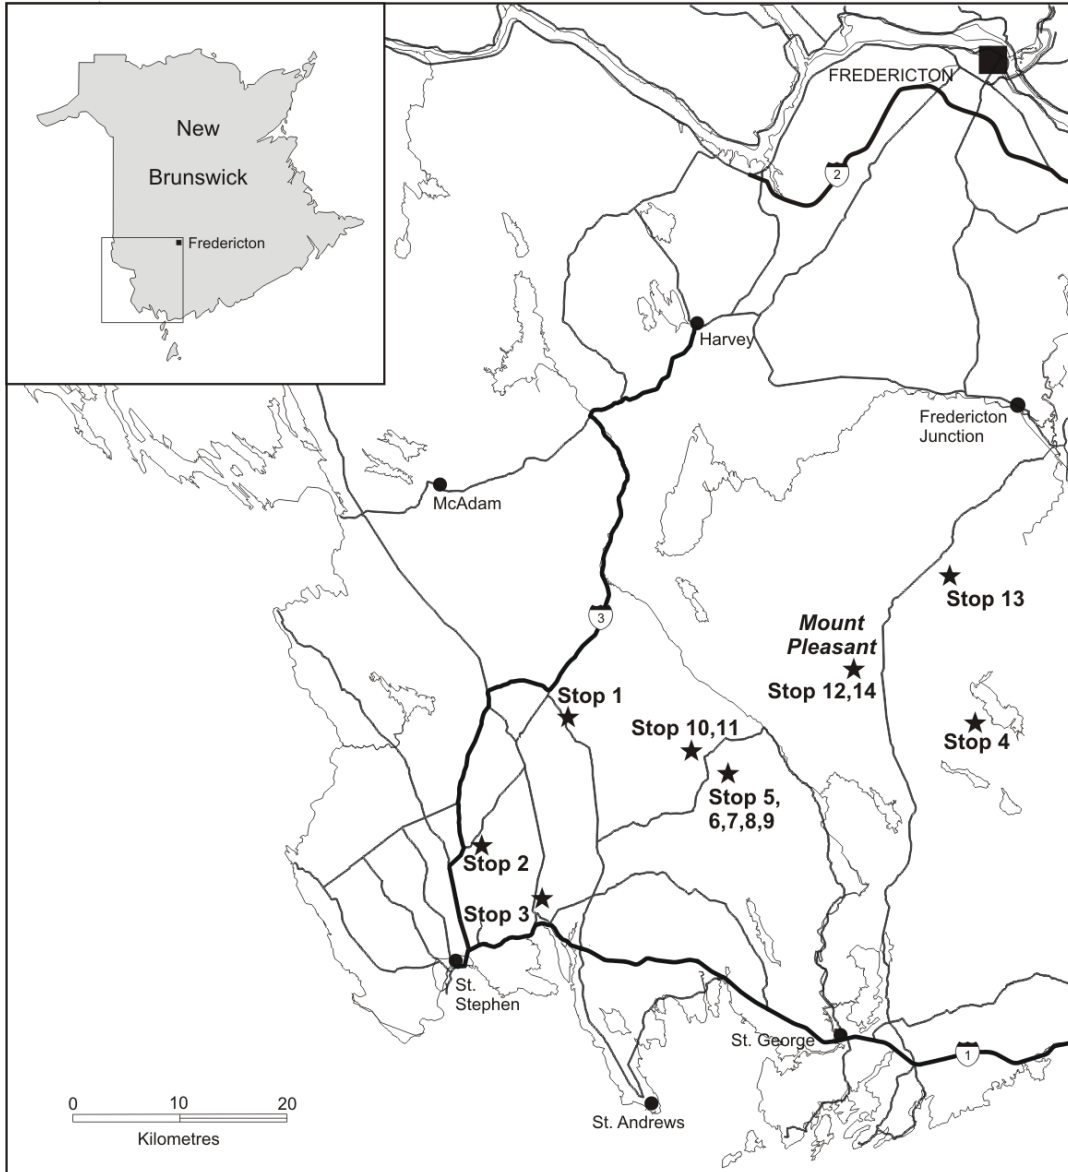 New
Brunswick
Fredericton
FREDERICTON
2
Harvey
Fredericton
Junction
McAdam
Stop 13
3
Mount
Pleasant
Stop 12,14
Stop 1
Stop 10,11
Stop 4
Stop 5,
6,7,8,9
Stop 2
Stop 3
St.
Stephen
St. George
1
0
10
20
Kilometres
St. Andrews